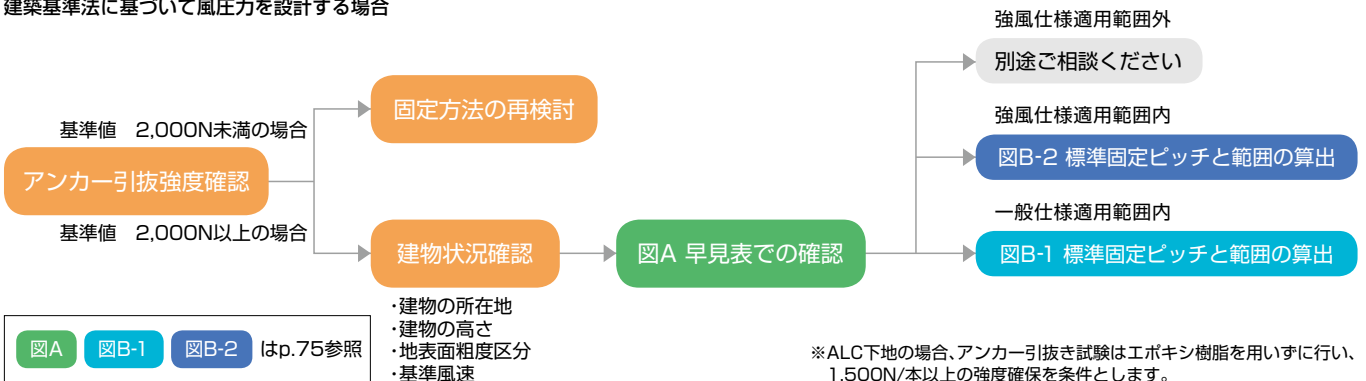 建築基準法に基づいて風圧力を設計する場合
基準値　2,000N未満の場合
アンカー引抜強度確認
基準値　2,000N以上の場合
固定方法の再検討
建物状況確認
・建物の所在地
・建物の高さ
・地表面粗度区分
・基準風速
図A 早見表での確認
強風仕様適用範囲外
別途ご相談ください
強風仕様適用範囲内
図B-2 標準固定ピッチと範囲の算出
一般仕様適用範囲内
図B-1 標準固定ピッチと範囲の算出
図A 図B-1 図B-2 はp.75参照
※ALC下地の場合、アンカー引抜き試験はエポキシ樹脂を用いずに行い、
1,500N/本以上の強度確保を条件とします。